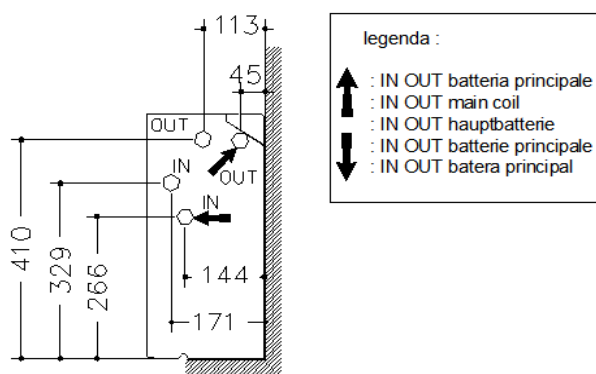 113
45
OUT
OUT
IN
IN
410
329
266
144
171
legenda :
: IN OUT batteria principale
: IN OUT main coil
: IN OUT hauptbatterie
: IN OUT batterie principale
: IN OUT batera principal